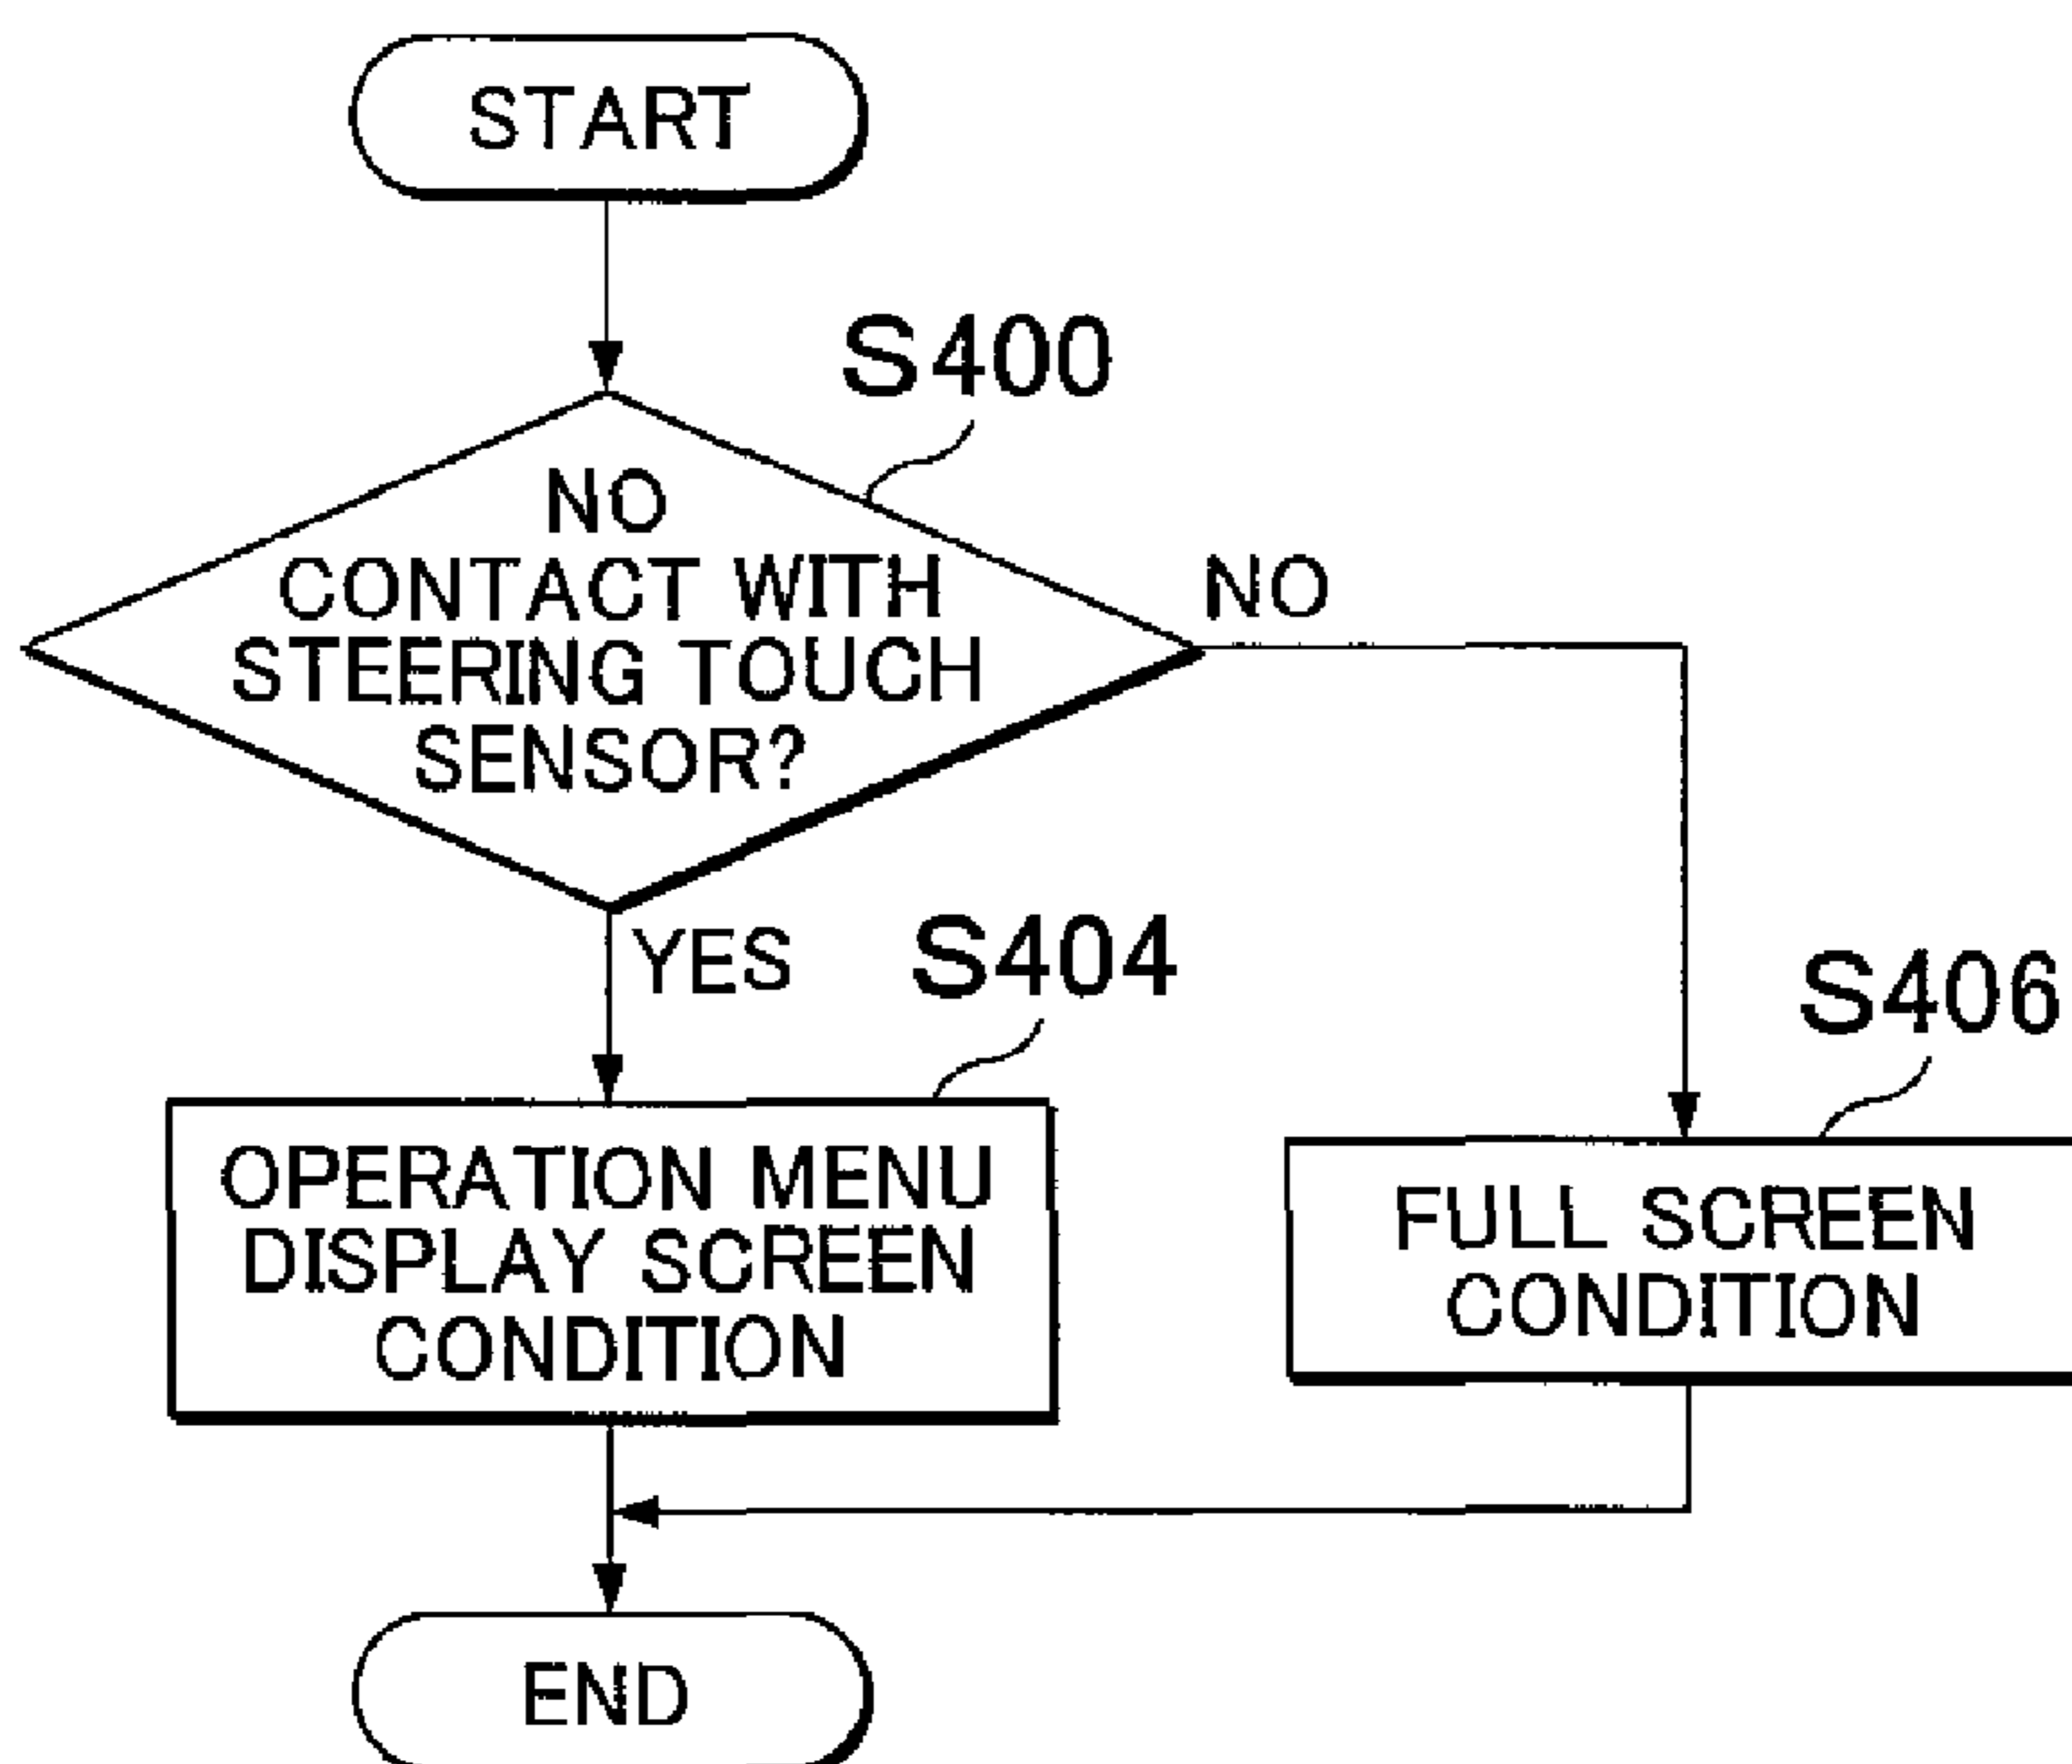 START
S400
NO
CONTACT WITH
STEERING TOUCH
SENSOR?
NO
YES
S404
S406
OPERATION MENU
DISPLAY SCREEN
CONDITION
FULL SCREEN
CONDITION
END